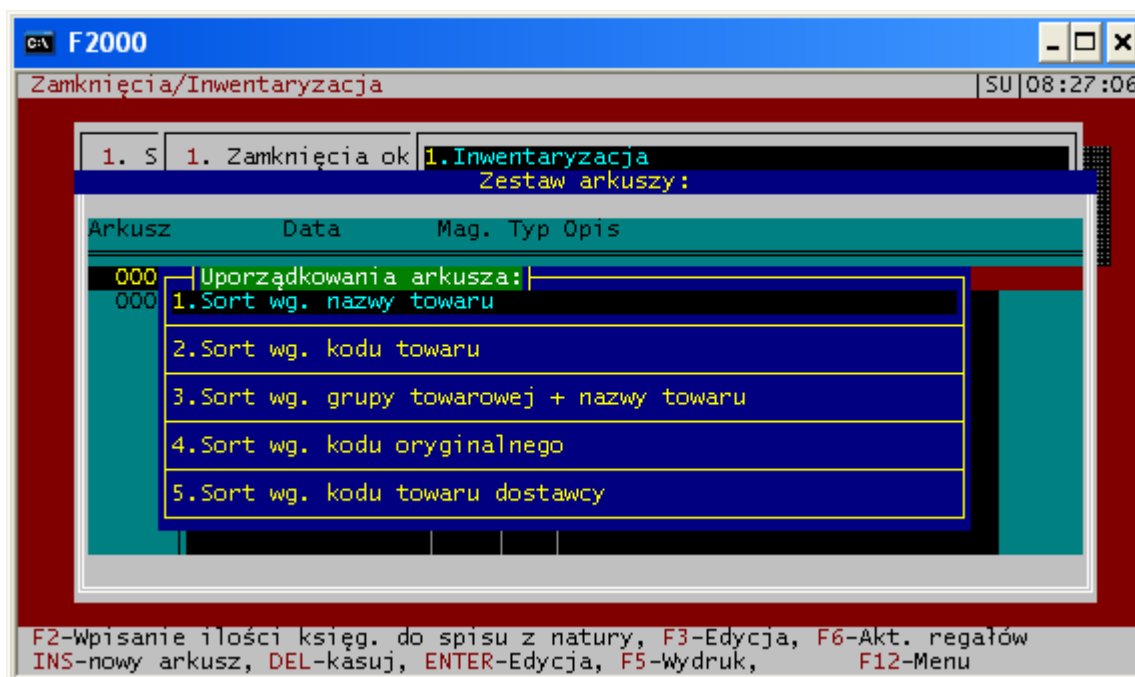 F2000
Zamknięcia/Inwentaryzacja |SU|08:27:06
1. S 1. Zamknięcia ok 1.Inwentaryzacja
Zestaw arkuszy:
Arkusz Data Mag. Typ Opis
000 Uporządkowania arkusza:
000 1.Sort wg. nazwy towaru
2.Sort wg. kodu towaru
3.Sort wg. grupy towarowej + nazwy towaru
4.Sort wg. kodu oryginalnego
5.Sort wg. kodu towaru dostawcy
F2-Wpisanie ilości księg. do spisu z natury, F3-Edycja, F6-Akt. regałów
INS-nowy arkusz, DEL-kasuj, ENTER-Edycja, F5-Wydruk, F12-Menu